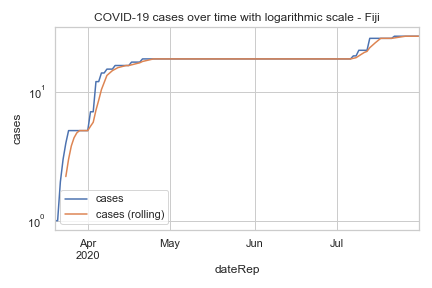 COVID-19 cases over time with logarithmic scale - Fiji
cases
10¹
10⁰
cases
cases (rolling)
Apr
2020
May
Jun
Jul
dateRep